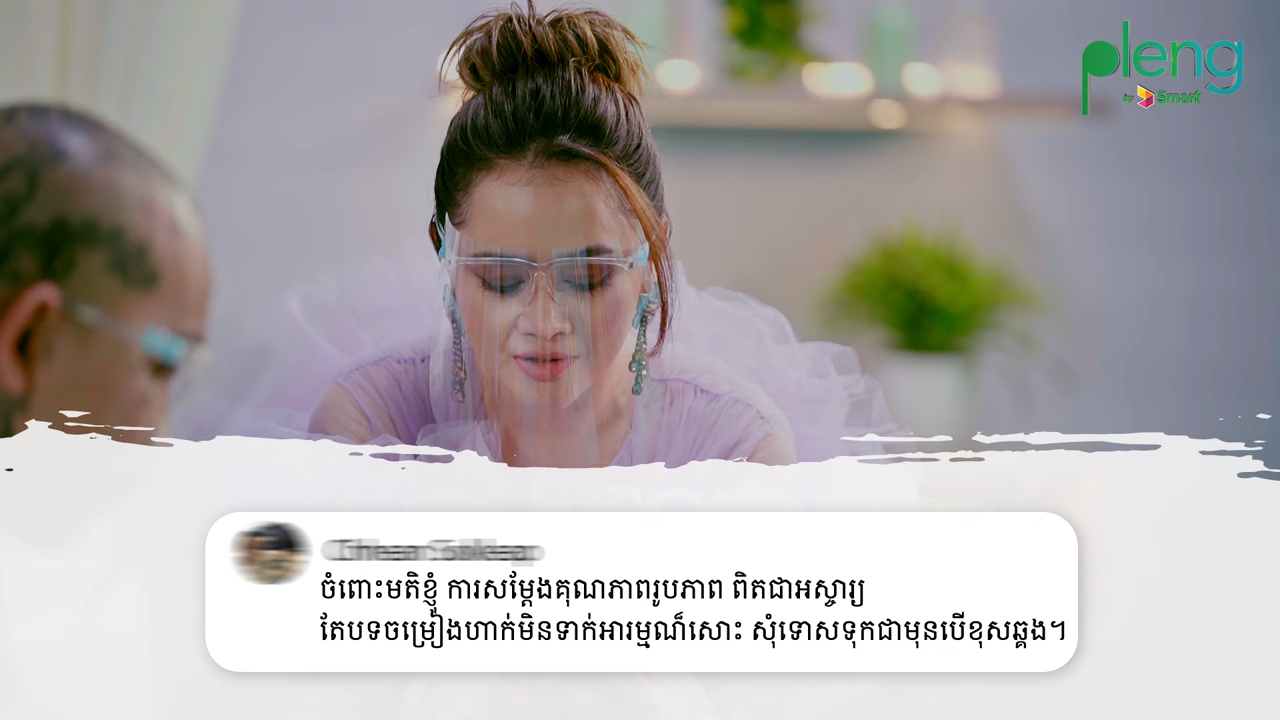 pleng
by Smart
ចំពោះមតិខ្ញុំ ការសម្តែងគុណភាពរូបភាព ពិតជាអស្ចារ្យ
តែបទចម្រៀងហាក់មិនទាក់អារម្មណ៏សោះ សុំទោសទុកជាមុនបើខុសឆ្គង។